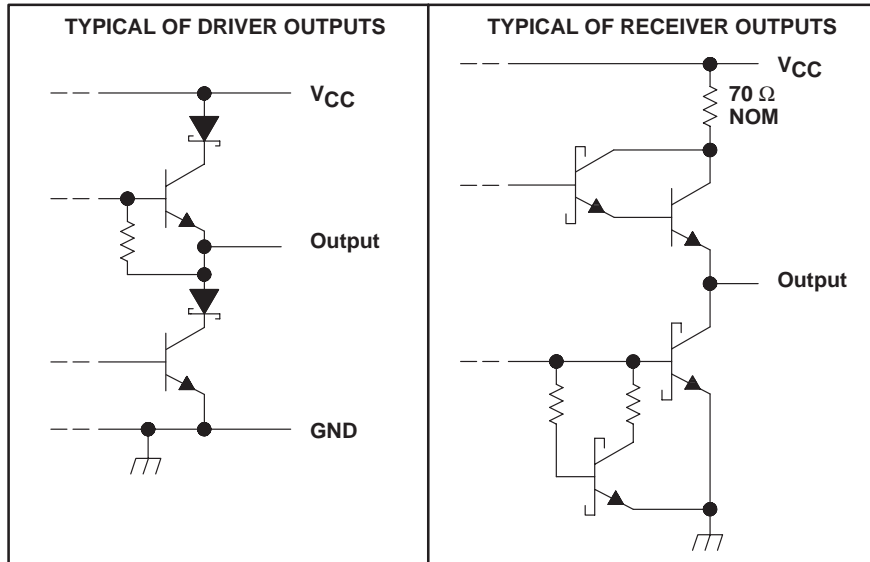 TYPICAL OF DRIVER OUTPUTS
VCC
Output
GND
TYPICAL OF RECEIVER OUTPUTS
VCC
70 Ω
NOM
Output